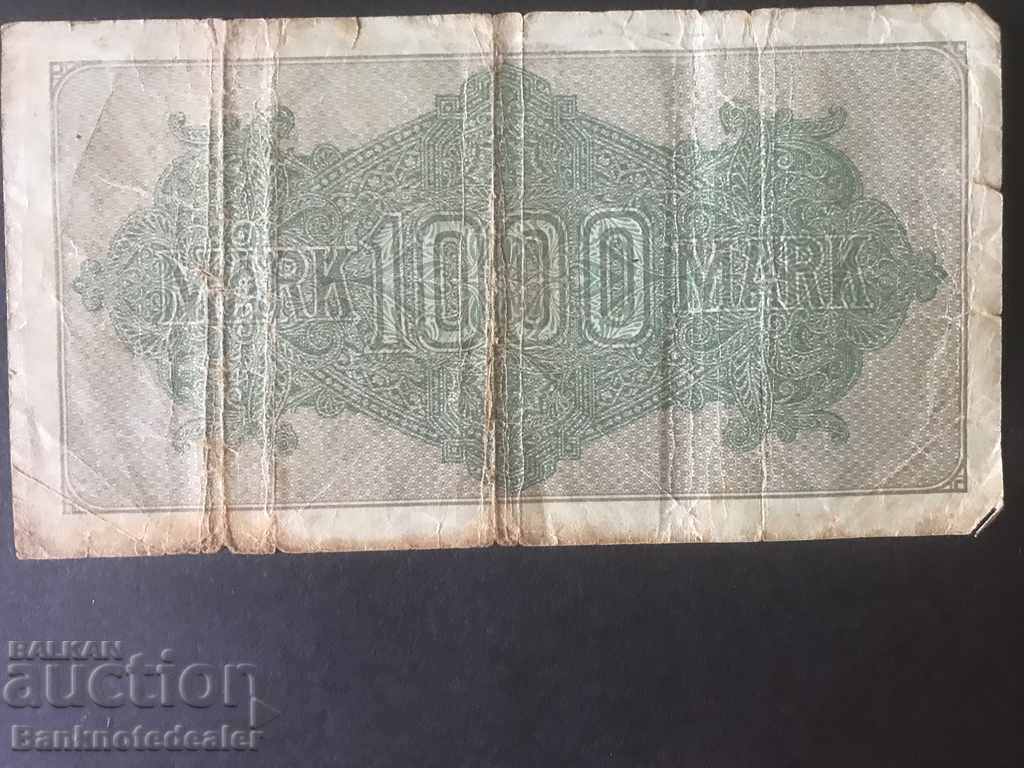 MARK 1000 MARK
BALKAN
auction
Banknotedealer